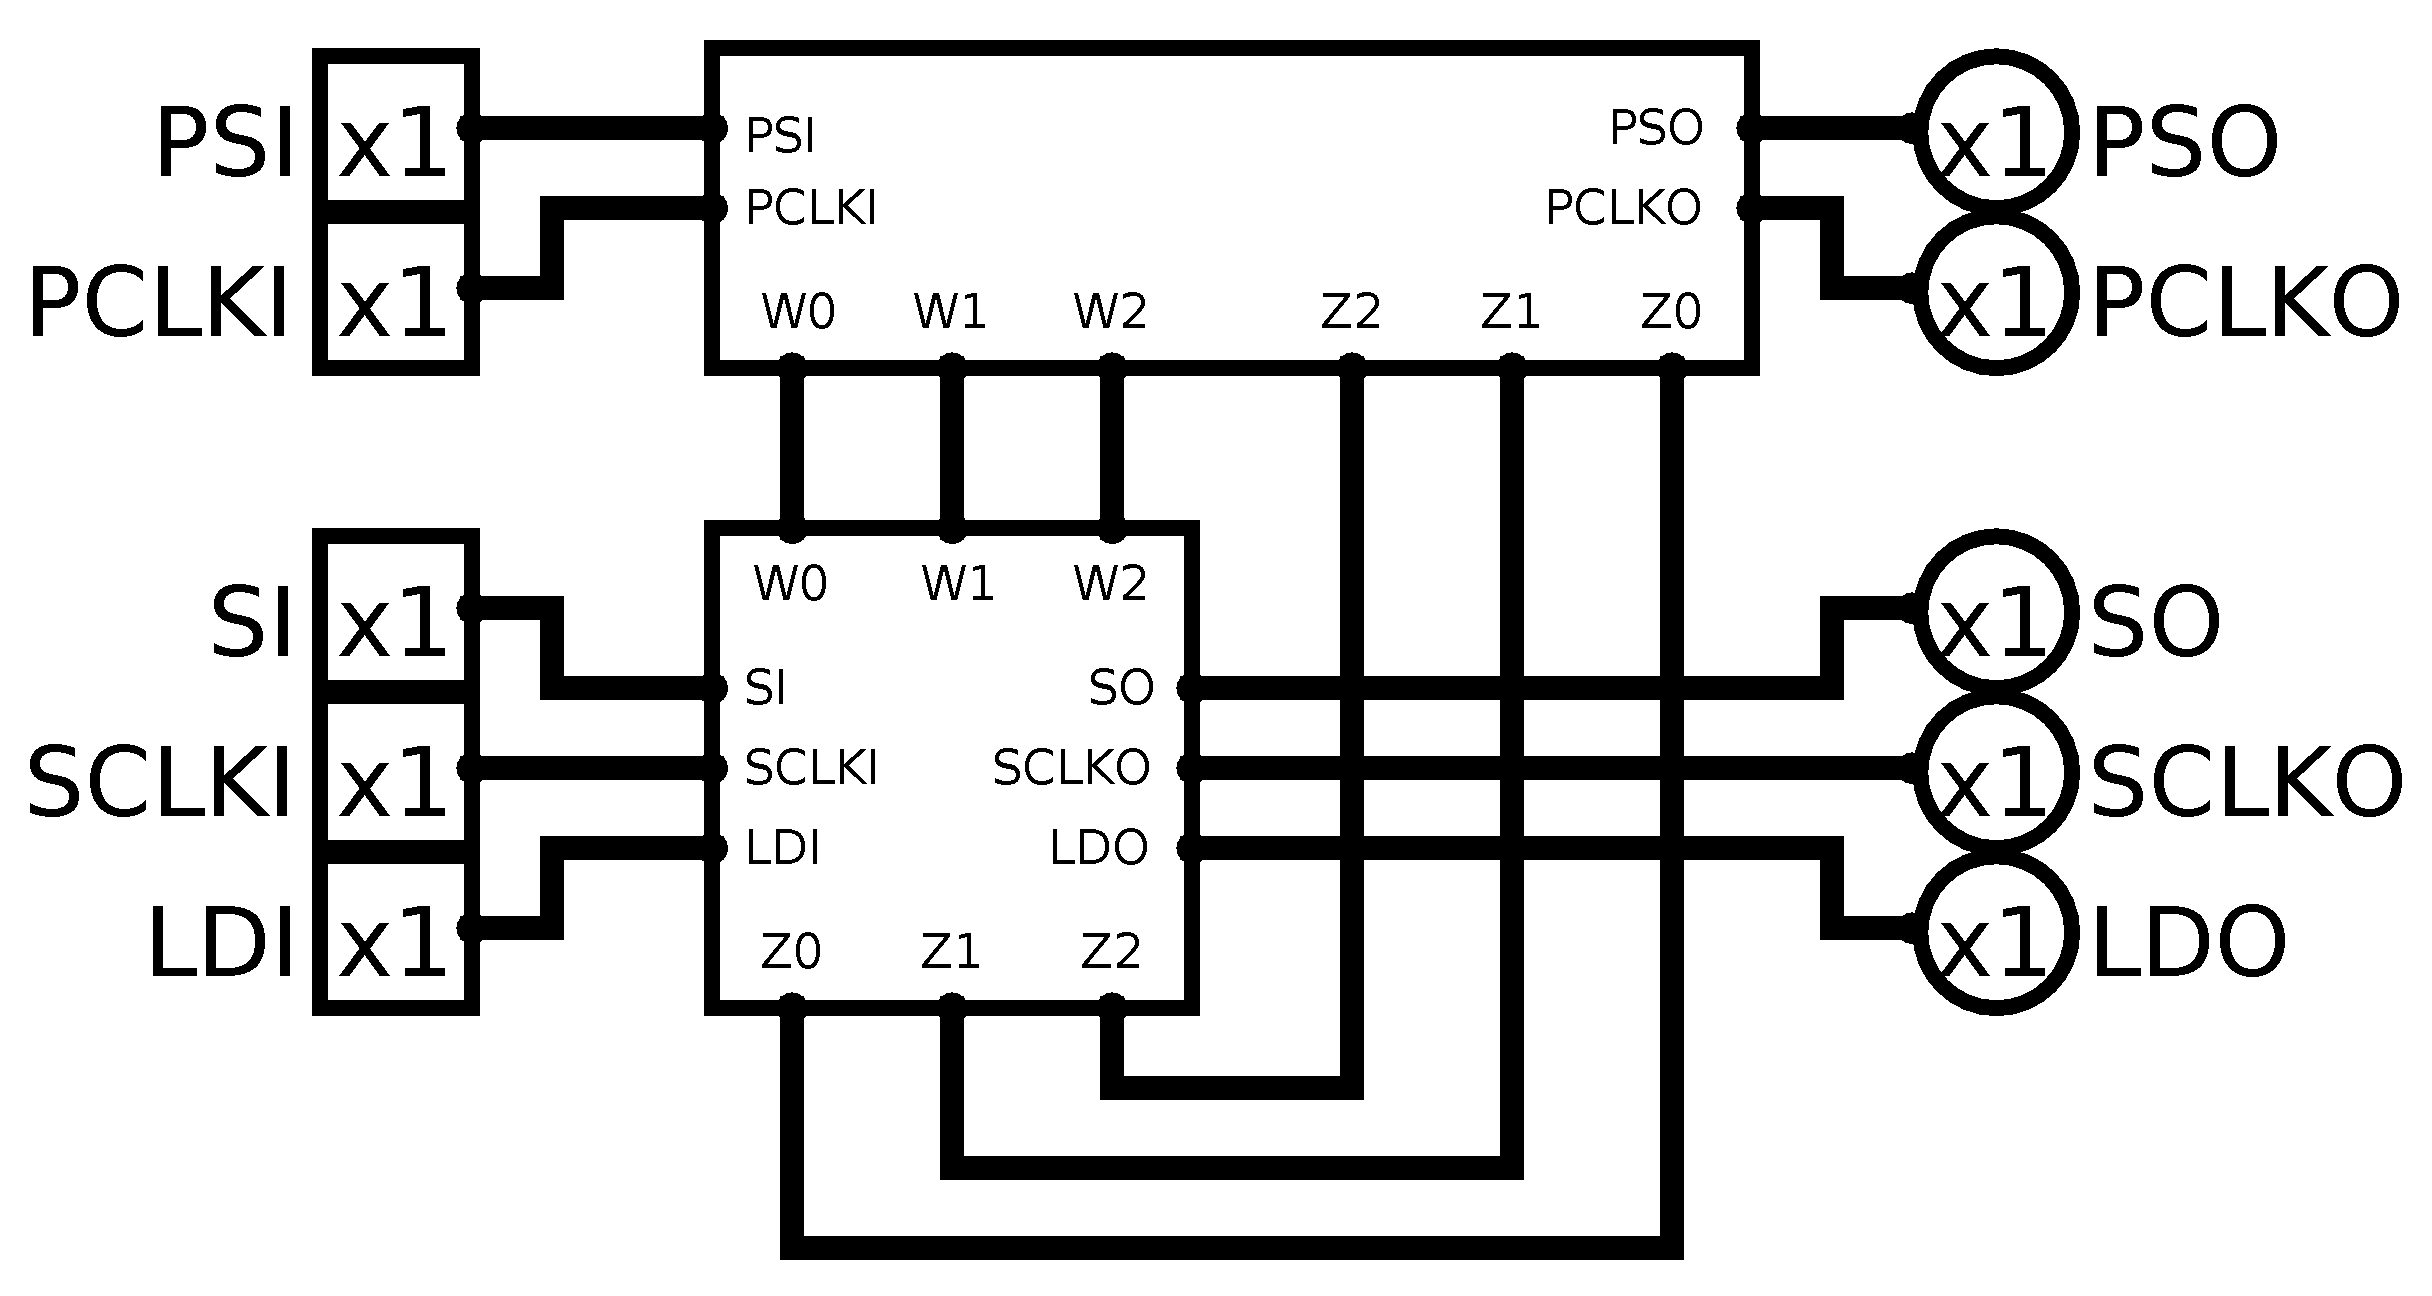 PSI x1 PSI PSO x1 PSO
PCLKI x1 PCLKI PCLKO x1 PCLKO
W0 W1 W2 Z2 Z1 Z0
W0 W1 W2
SI x1 SI SO x1 SO
SCLKI x1 SCLKI SCLKO x1 SCLKO
LDI x1 LDI LDO x1 LDO
Z0 Z1 Z2